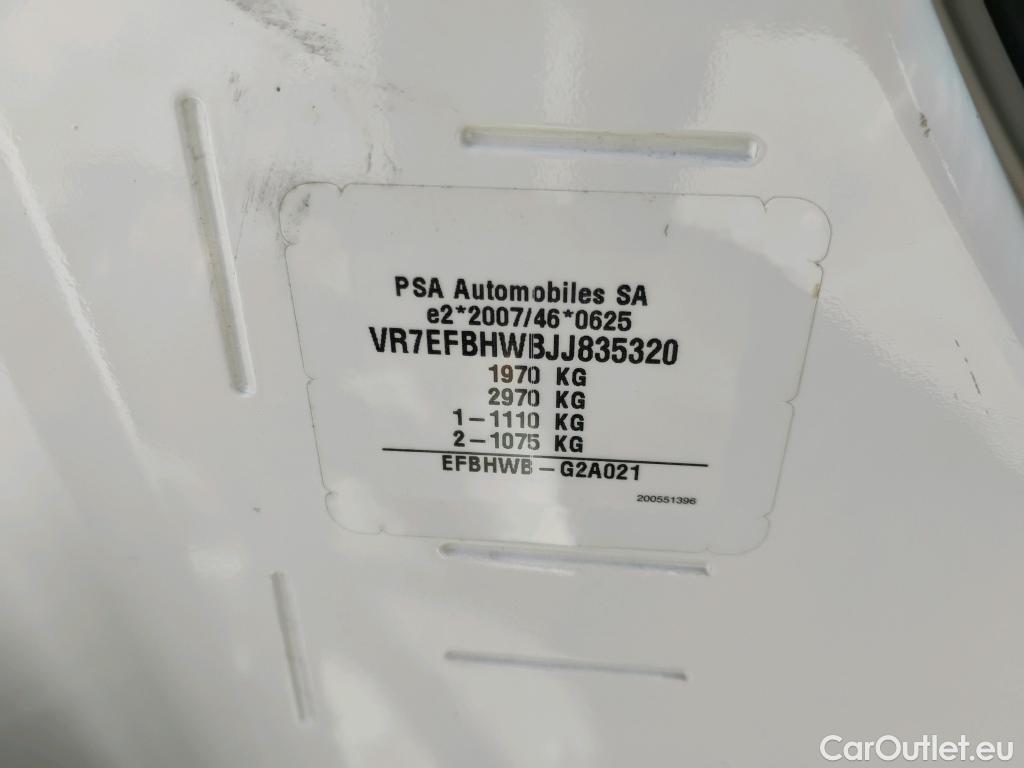 PSA Automobiles SA
e2*2007/46*0625
VR7EFBHWBJJ835320
1970 KG
2970 KG
1-1110 KG
2-1075 KG
EFBHWB-G2A021
200551396
CarOutlet.eu